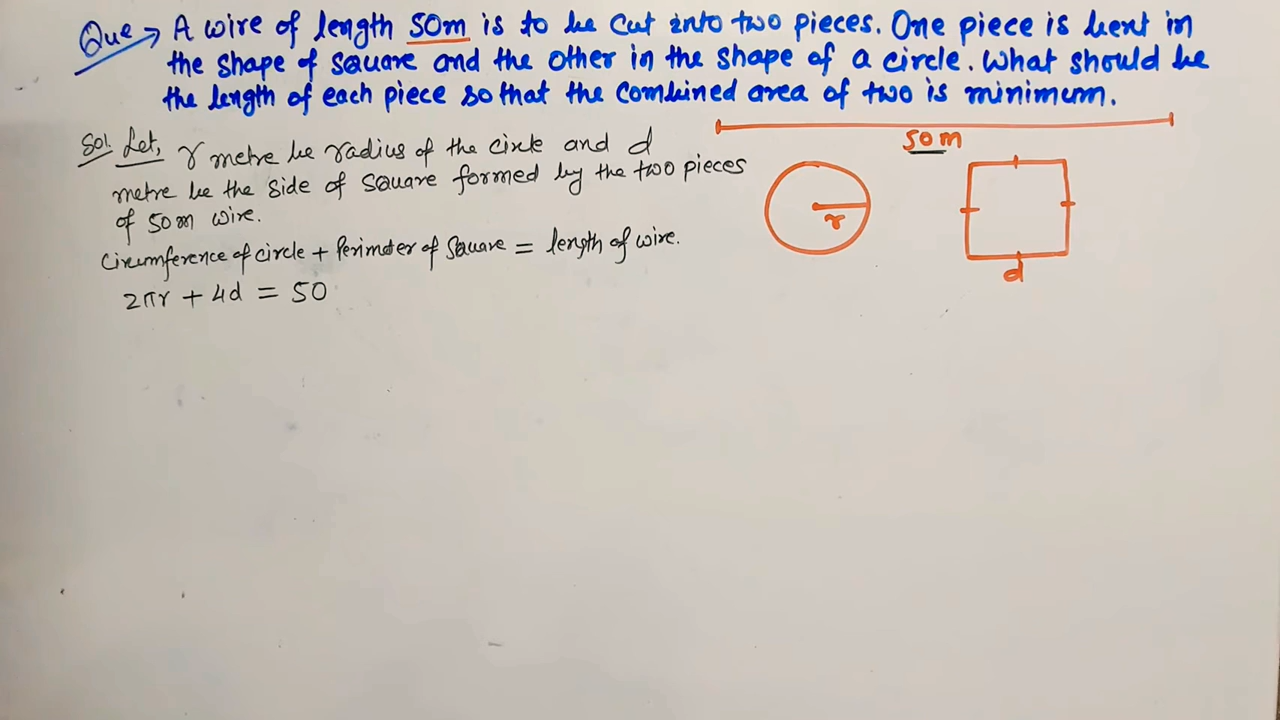 Que → A wire of length 50m is to be cut into two pieces. One piece is bent in
the shape of square and the other in the shape of a circle. What should be
the length of each piece so that the combined area of two is minimum.
50m
Sol. Let, r metre be radius of the circle and d
metre be the side of square formed by the two pieces
of 50m wire.
r
d
Circumference of circle + Perimeter of square = length of wire.
2πr + 4d = 50